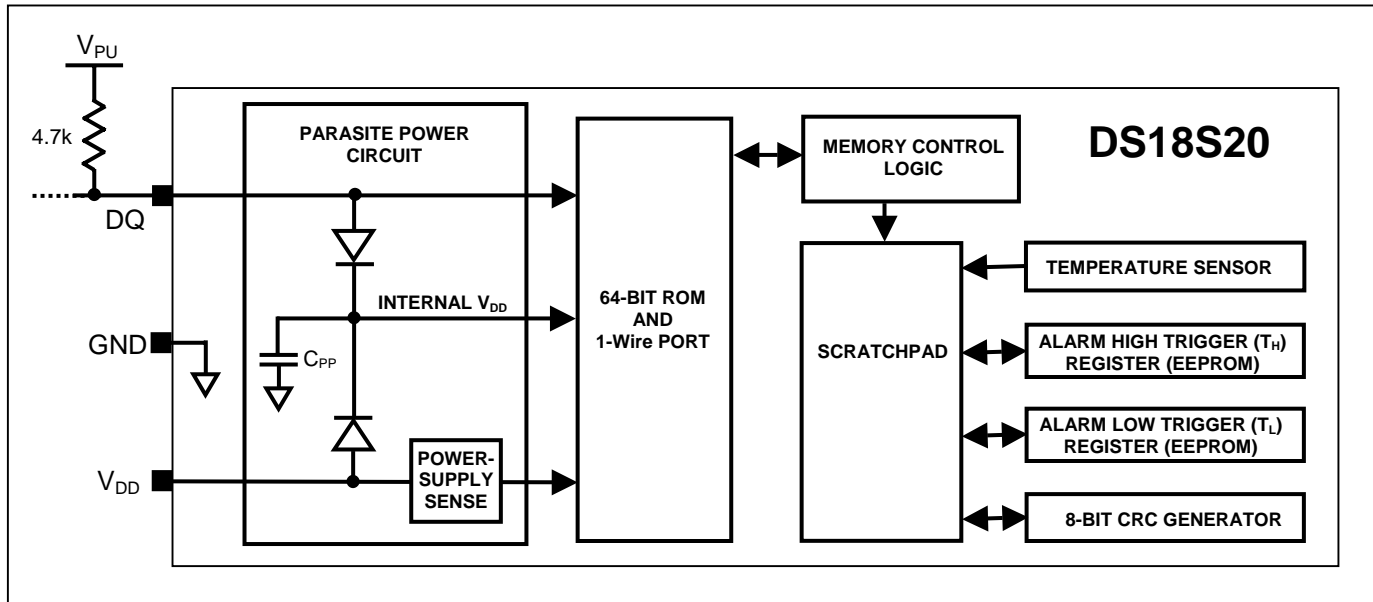 V_PU
4.7k
DQ
GND
V_DD
PARASITE POWER
CIRCUIT
INTERNAL V_DD
C_PP
POWER-
SUPPLY
SENSE
64-BIT ROM
AND
1-Wire PORT
MEMORY CONTROL
LOGIC
SCRATCHPAD
DS18S20
TEMPERATURE SENSOR
ALARM HIGH TRIGGER (T_H)
REGISTER (EEPROM)
ALARM LOW TRIGGER (T_L)
REGISTER (EEPROM)
8-BIT CRC GENERATOR